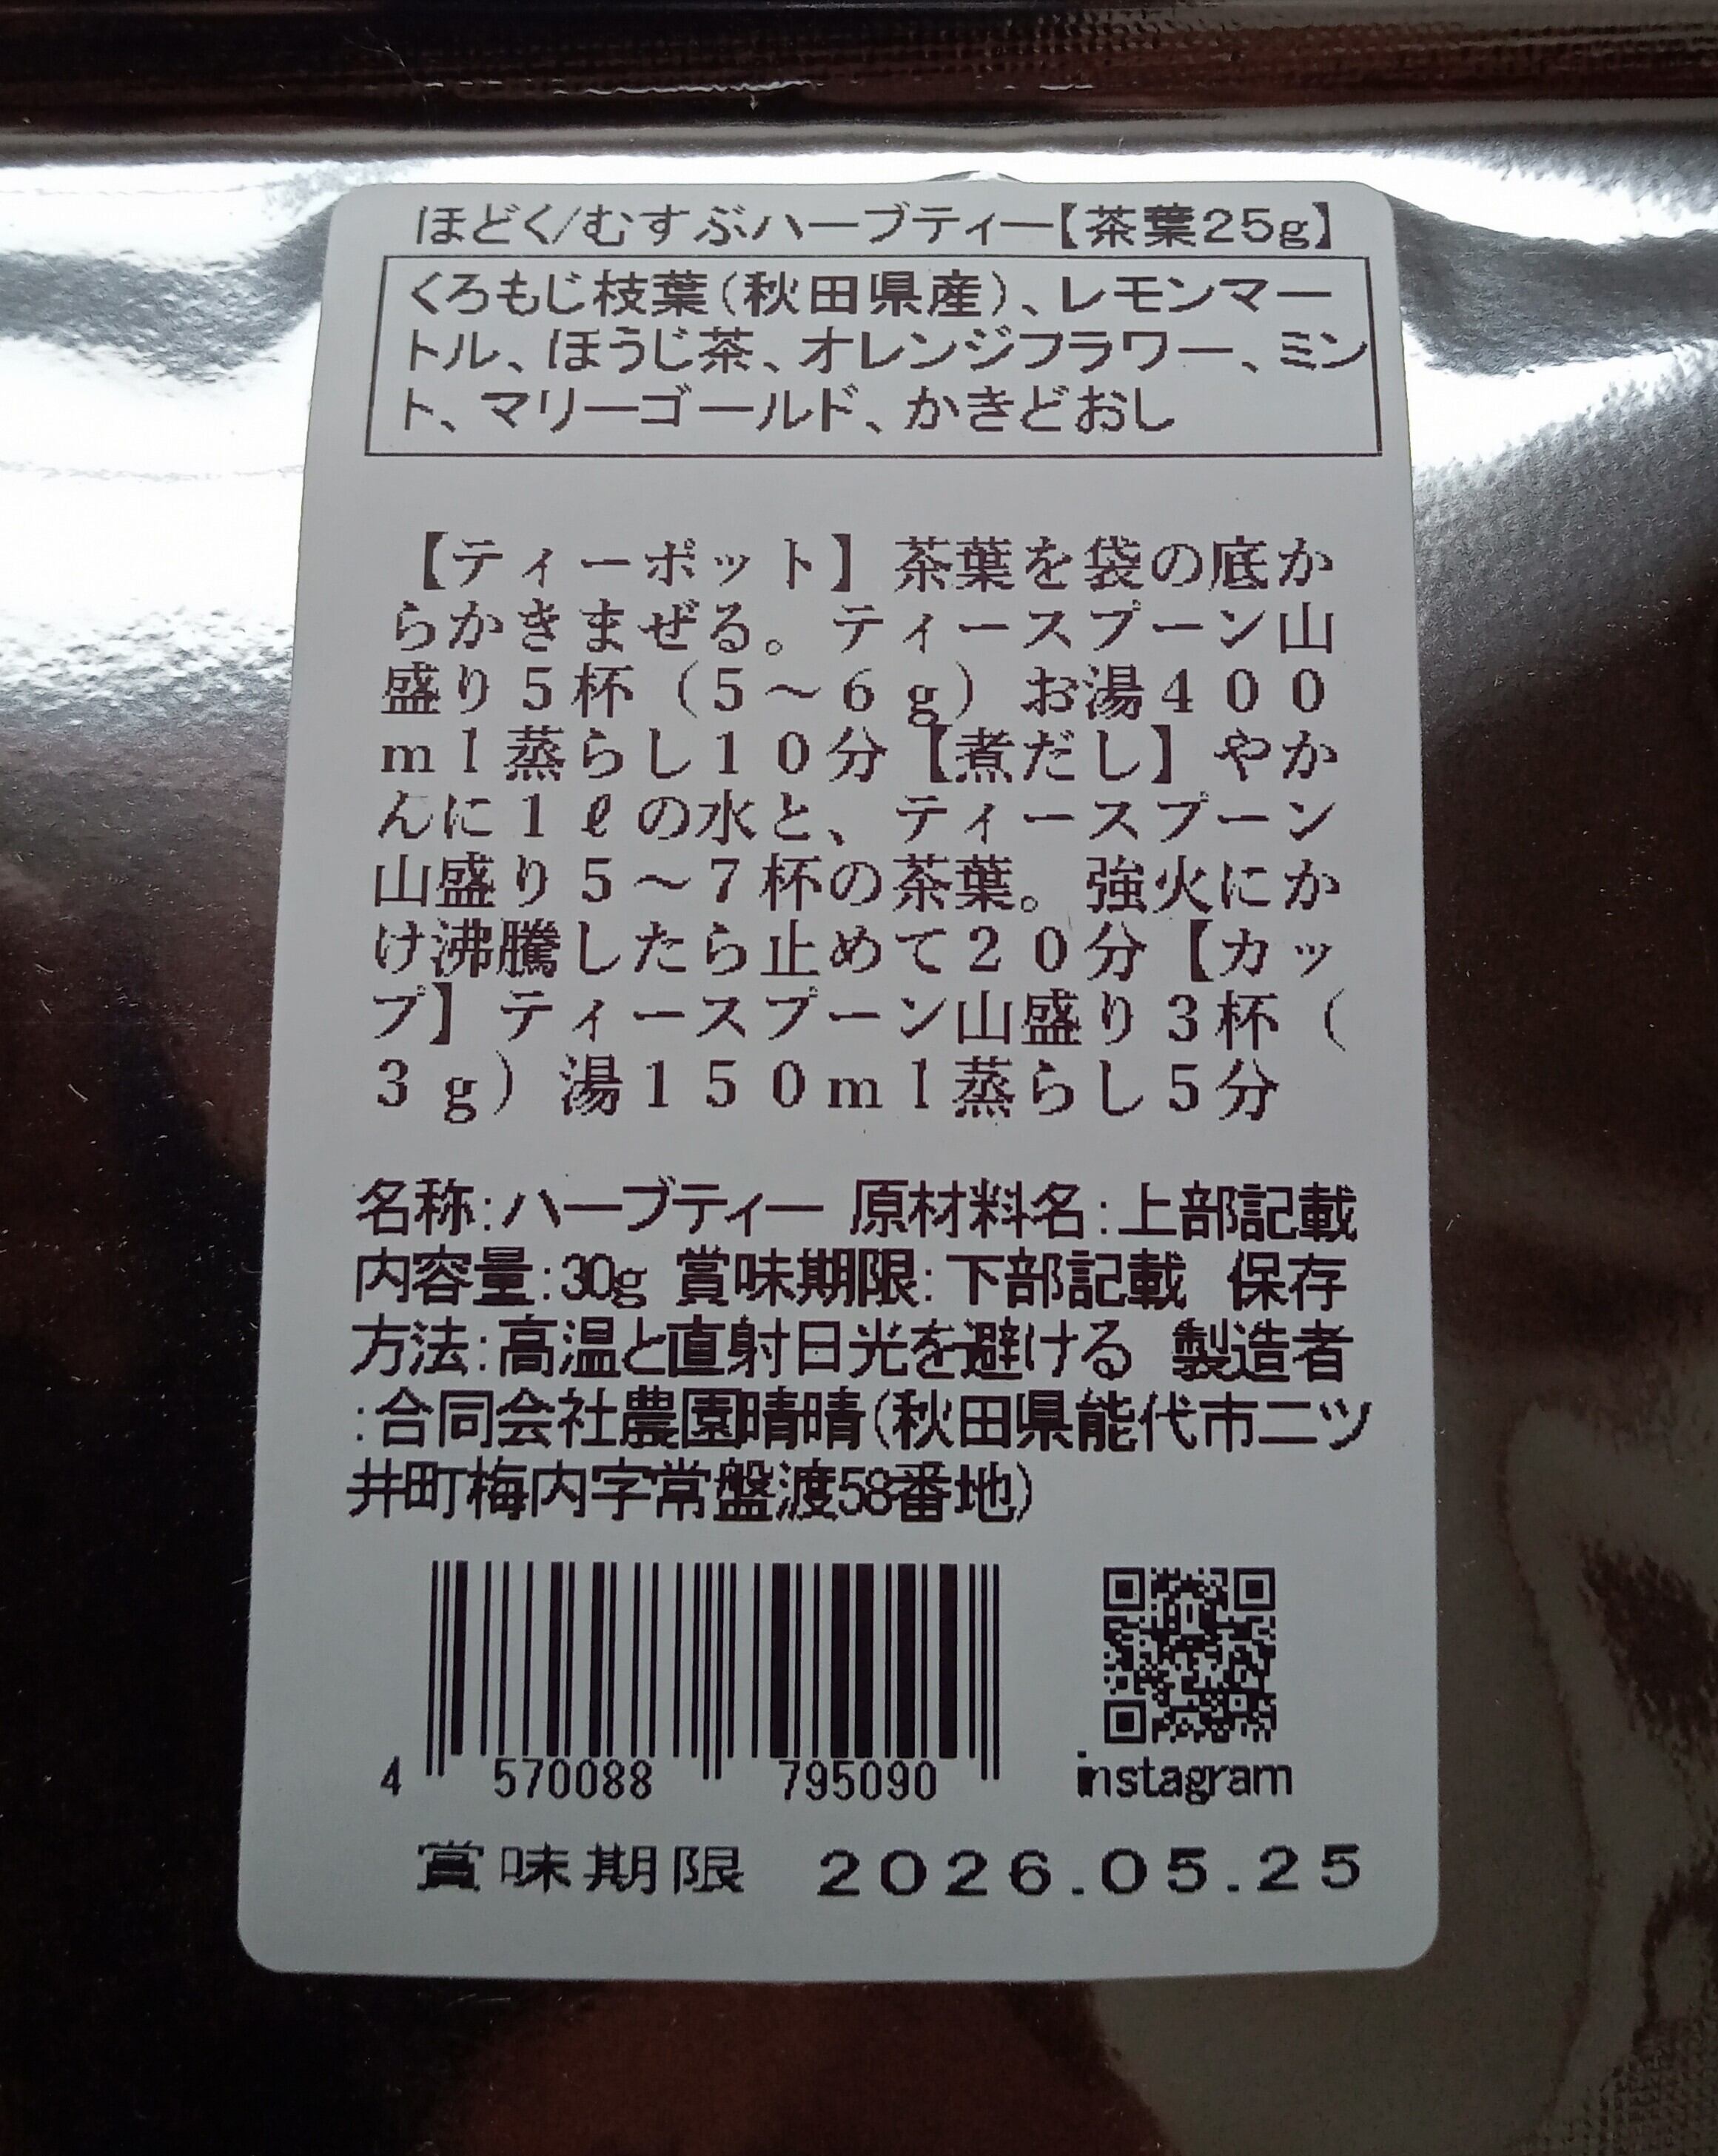 ほどく/むすぶハーブティー【茶葉25g】
くろもじ枝葉(秋田県産)、レモンマー
トル、ほうじ茶、オレンジフラワー、ミン
ト、マリーゴールド、かきどおし
【ティーポット】茶葉を袋の底か
らかきまぜる。ティースプーン山
盛り5杯(5〜6g)お湯400
ml蒸らし10分【煮だし】やか
んに1ℓの水と、ティースプーン
山盛り5〜7杯の茶葉。強火にか
け沸騰したら止めて20分【カッ
プ】ティースプーン山盛り3杯(
3g)湯150ml蒸らし5分
名称:ハーブティー 原材料名:上部記載
内容量:30g 賞味期限:下部記載 保存
方法:高温と直射日光を避ける 製造者
:合同会社農園晴晴(秋田県能代市二ツ
井町梅内字常盤渡58番地)
4 570088 795090
instagram
賞味期限 2026.05.25